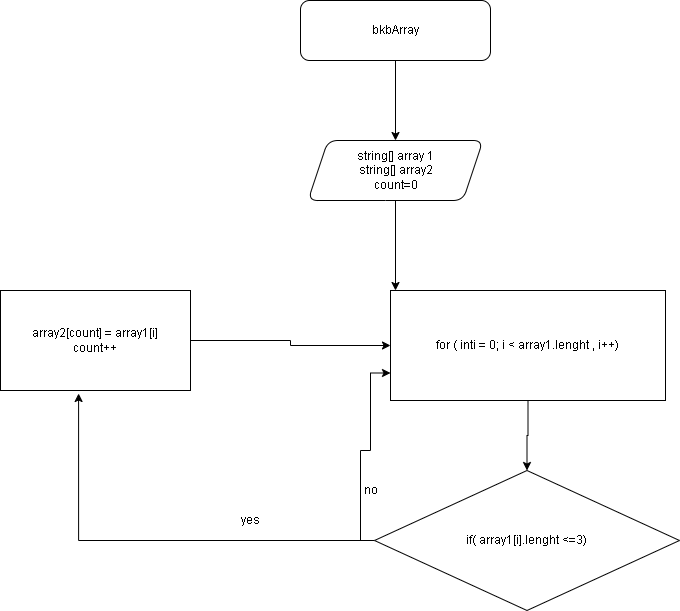 bkbArray
string[] array 1
string[] array2
count=0
array2[count] = array1[i]
count++
for ( inti = 0; i < array1.lenght , i++)
no
yes
if( array1[i].lenght <=3)